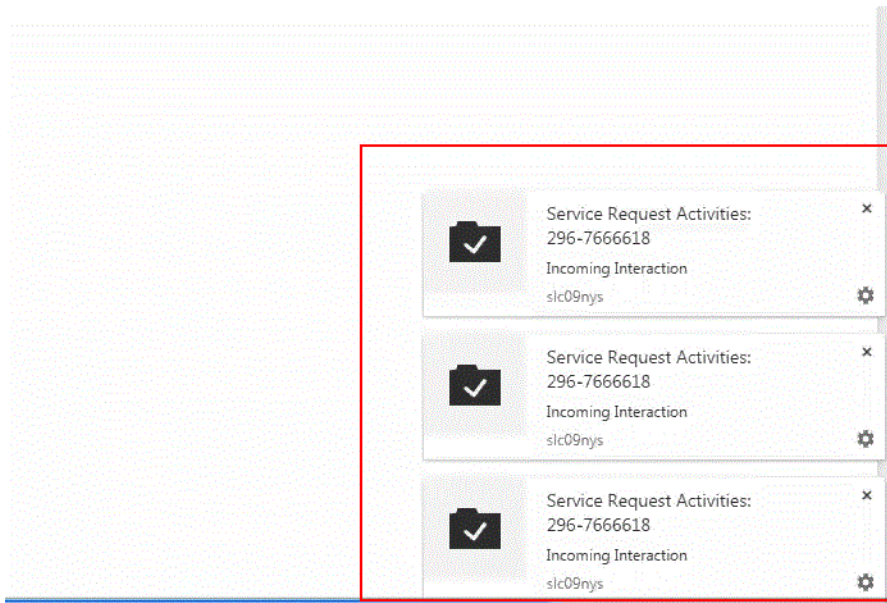 Service Request Activities:
296-7666618
Incoming Interaction
slc09nys
Service Request Activities:
296-7666618
Incoming Interaction
slc09nys
Service Request Activities:
296-7666618
Incoming Interaction
slc09nys